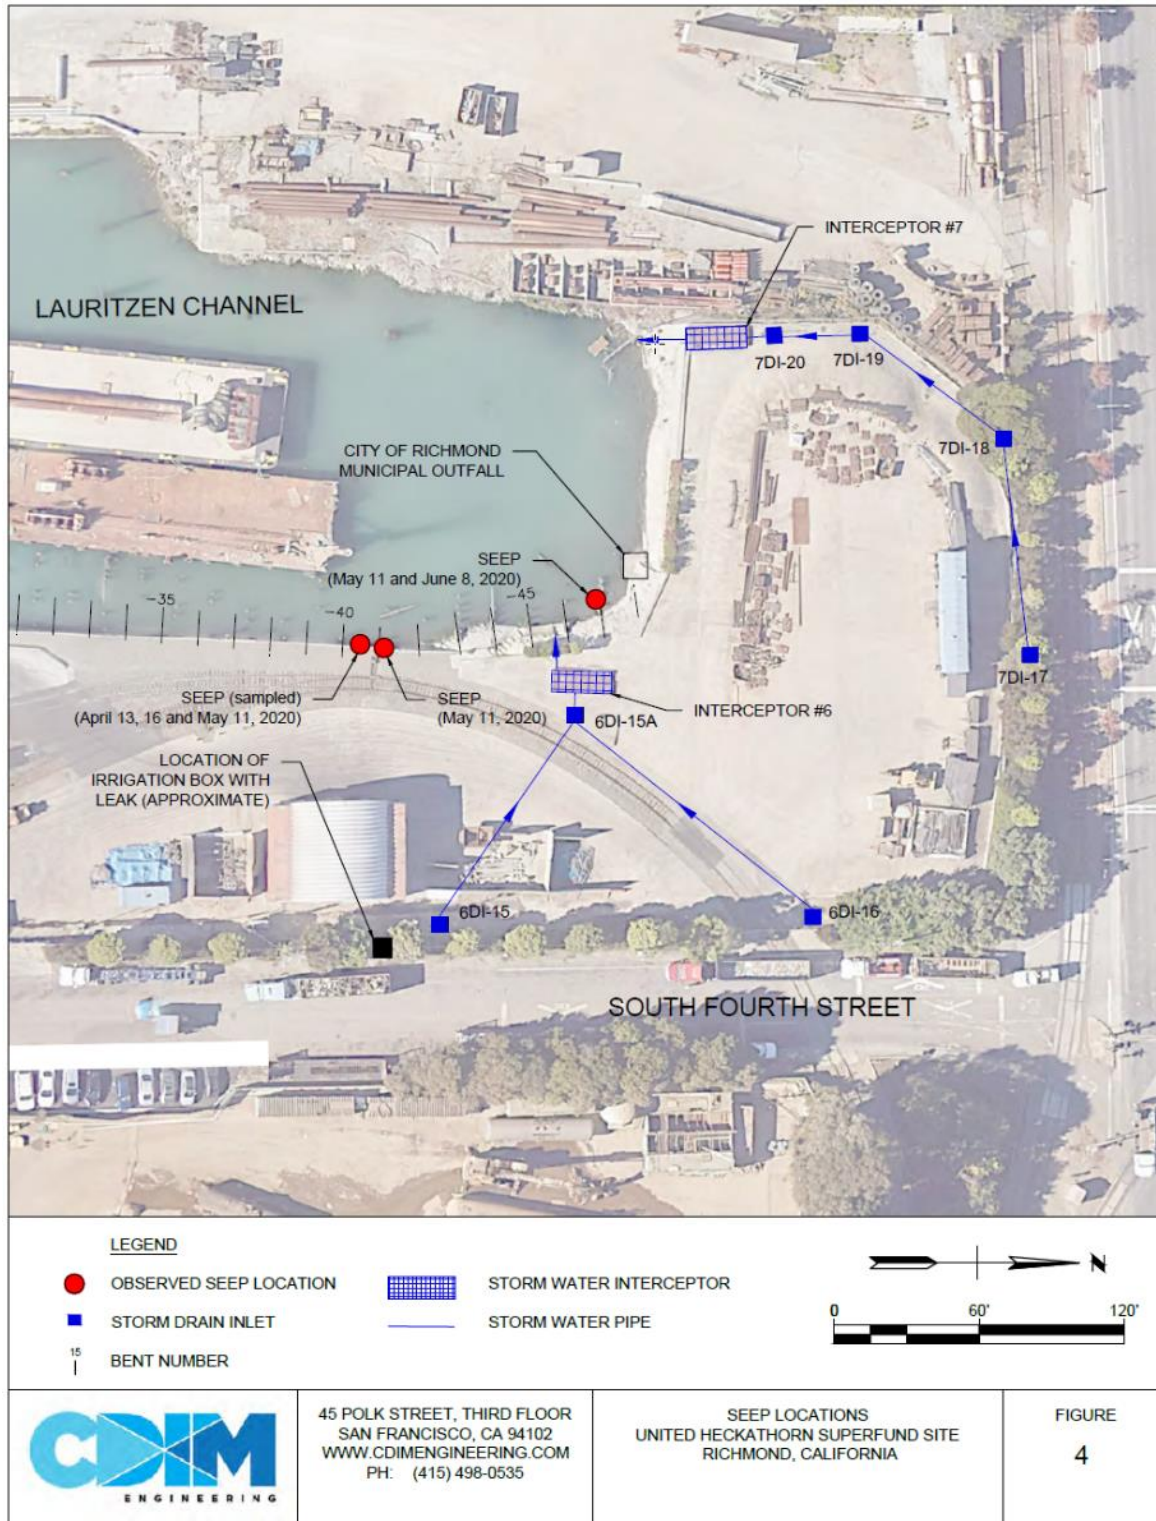 INTERCEPTOR #7
LAURITZEN CHANNEL
7DI-20
7DI-19
7DI-18
CITY OF RICHMOND
MUNICIPAL OUTFALL
SEEP
(May 11 and June 8, 2020)
-35
-40
-45
7DI-17
SEEP (sampled)
(April 13, 16 and May 11, 2020)
SEEP
(May 11, 2020)
6DI-15A
INTERCEPTOR #6
LOCATION OF
IRRIGATION BOX WITH
LEAK (APPROXIMATE)
6DI-15
6DI-16
SOUTH FOURTH STREET
LEGEND
OBSERVED SEEP LOCATION
STORM DRAIN INLET
15
BENT NUMBER
STORM WATER INTERCEPTOR
STORM WATER PIPE
N
0 60' 120'
CDIM
ENGINEERING
45 POLK STREET, THIRD FLOOR
SAN FRANCISCO, CA 94102
WWW.CDIMENGINEERING.COM
PH: (415) 498-0535
SEEP LOCATIONS
UNITED HECKATHORN SUPERFUND SITE
RICHMOND, CALIFORNIA
FIGURE
4